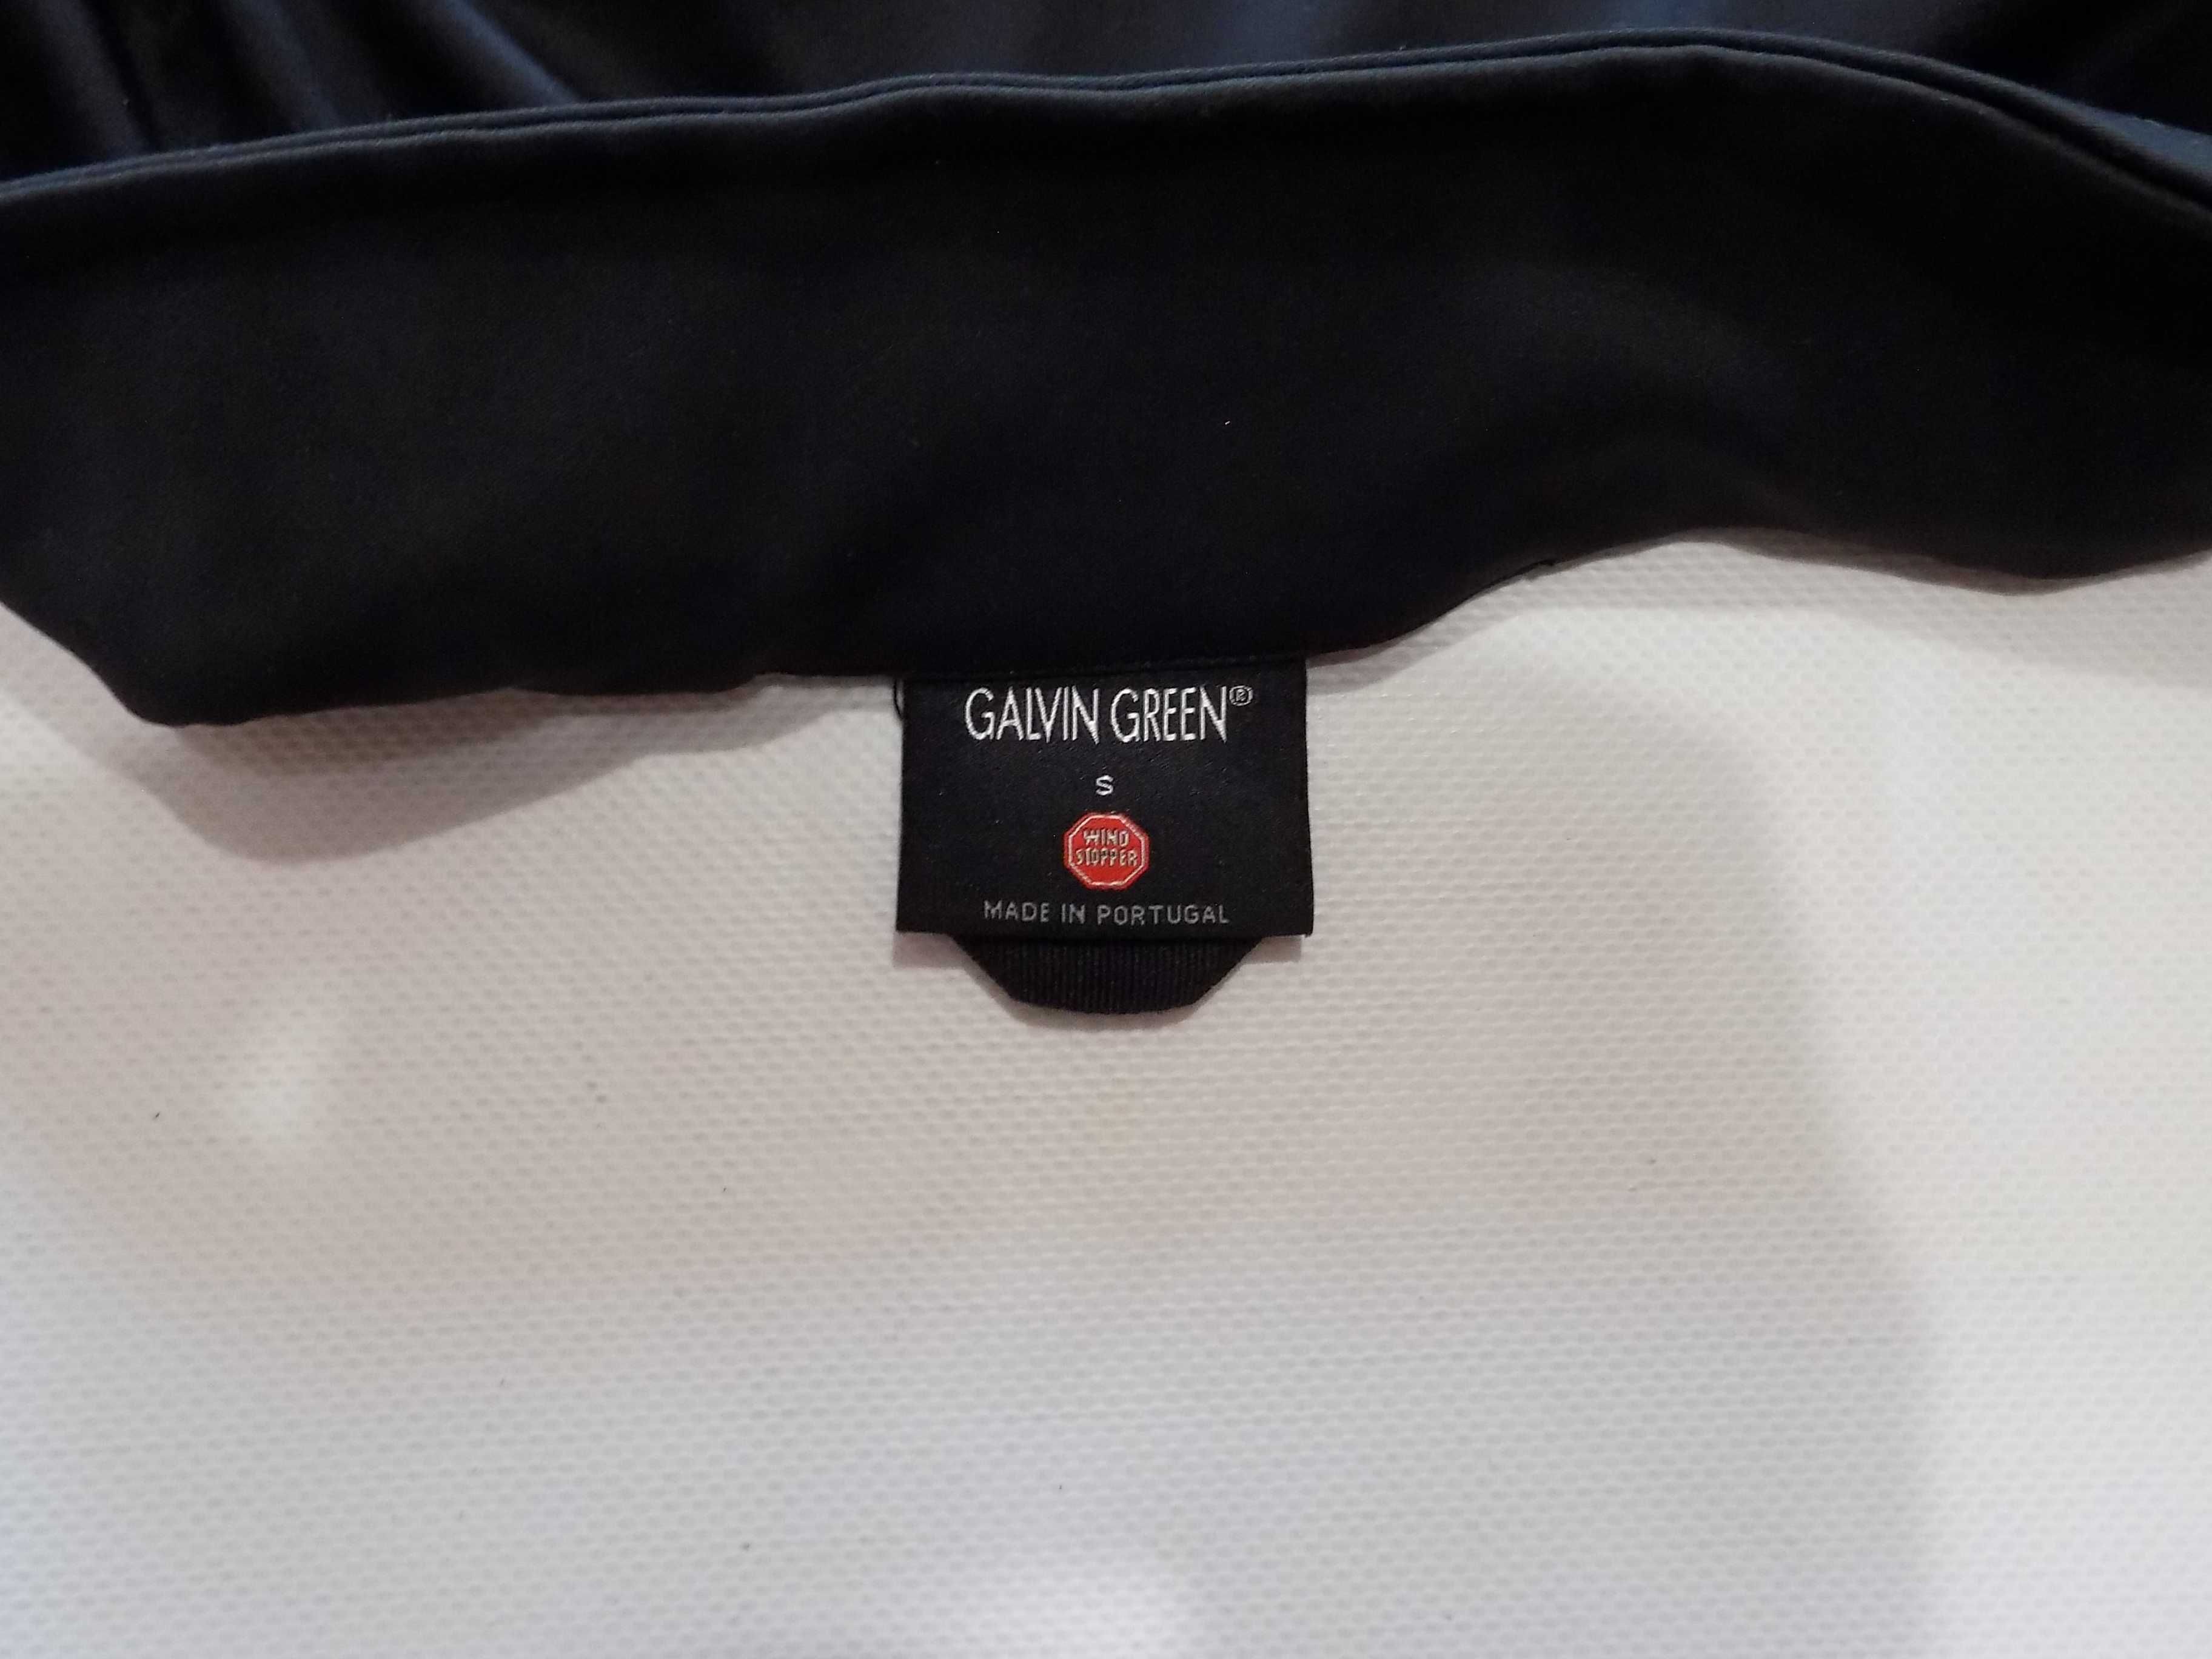 GALVIN GREEN®
S
WIND
STOPPER
MADE IN PORTUGAL